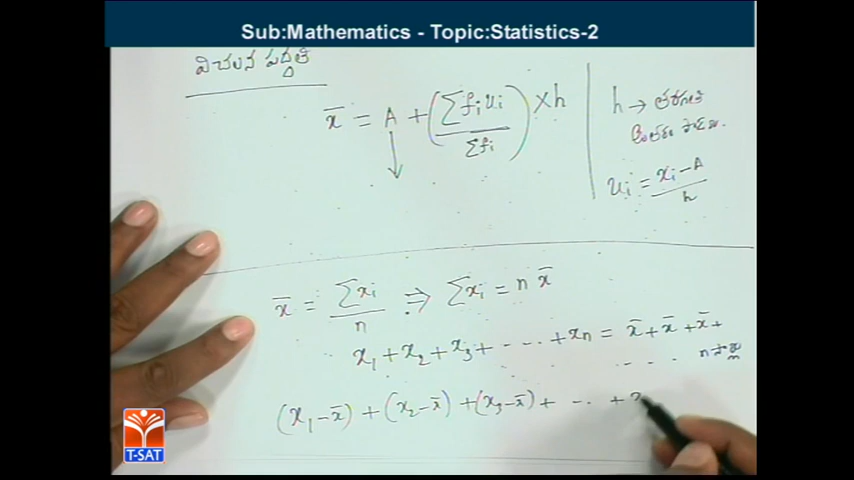 Sub:Mathematics - Topic:Statistics-2
విచలన పద్ధతి
x̄ = A + (Σfᵢuᵢ / Σfᵢ) × h
h → తరగతి
uᵢ = (xᵢ - A) / h
x̄ = Σxᵢ / n ⇒ Σxᵢ = n x̄
x₁ + x₂ + x₃ + - - - - + xₙ = x̄ + x̄ + x̄ +
- - - - n సార్లు
(x₁ - x̄) + (x₂ - x̄) + (x₃ - x̄) + - - - +
T-SAT